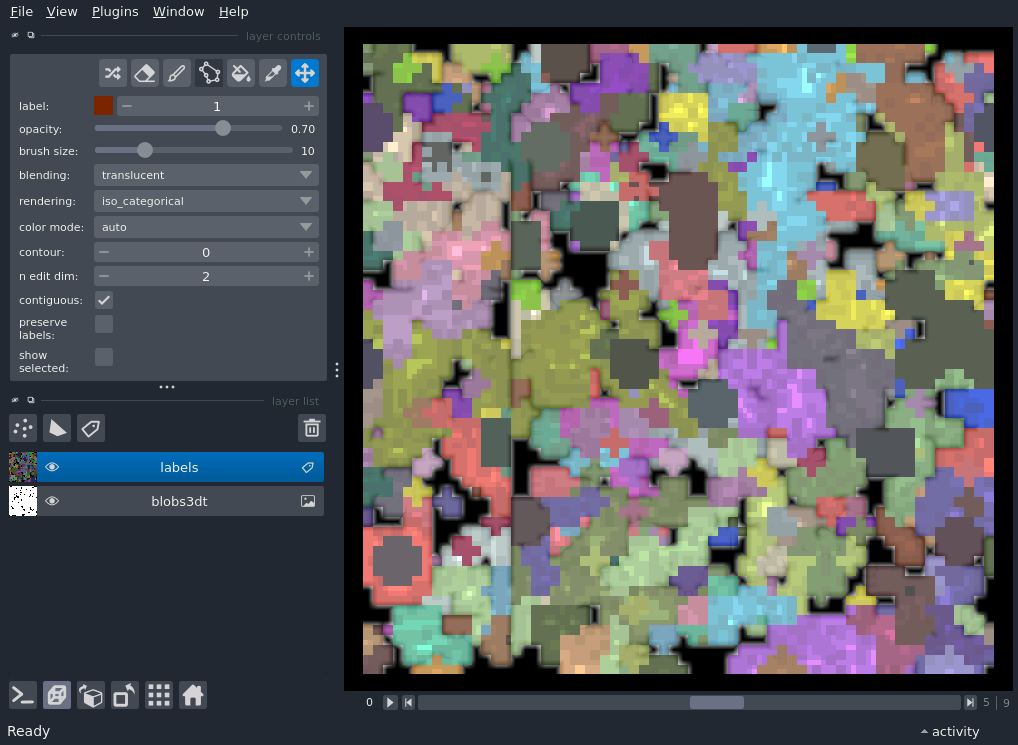 File View Plugins Window Help
layer controls
label: 1
opacity: 0.70
brush size: 10
blending: translucent
rendering: iso_categorical
color mode: auto
contour: 0
n edit dim: 2
contiguous:
preserve
labels:
show
selected:
layer list
labels
blobs3dt
0 5 9
Ready activity